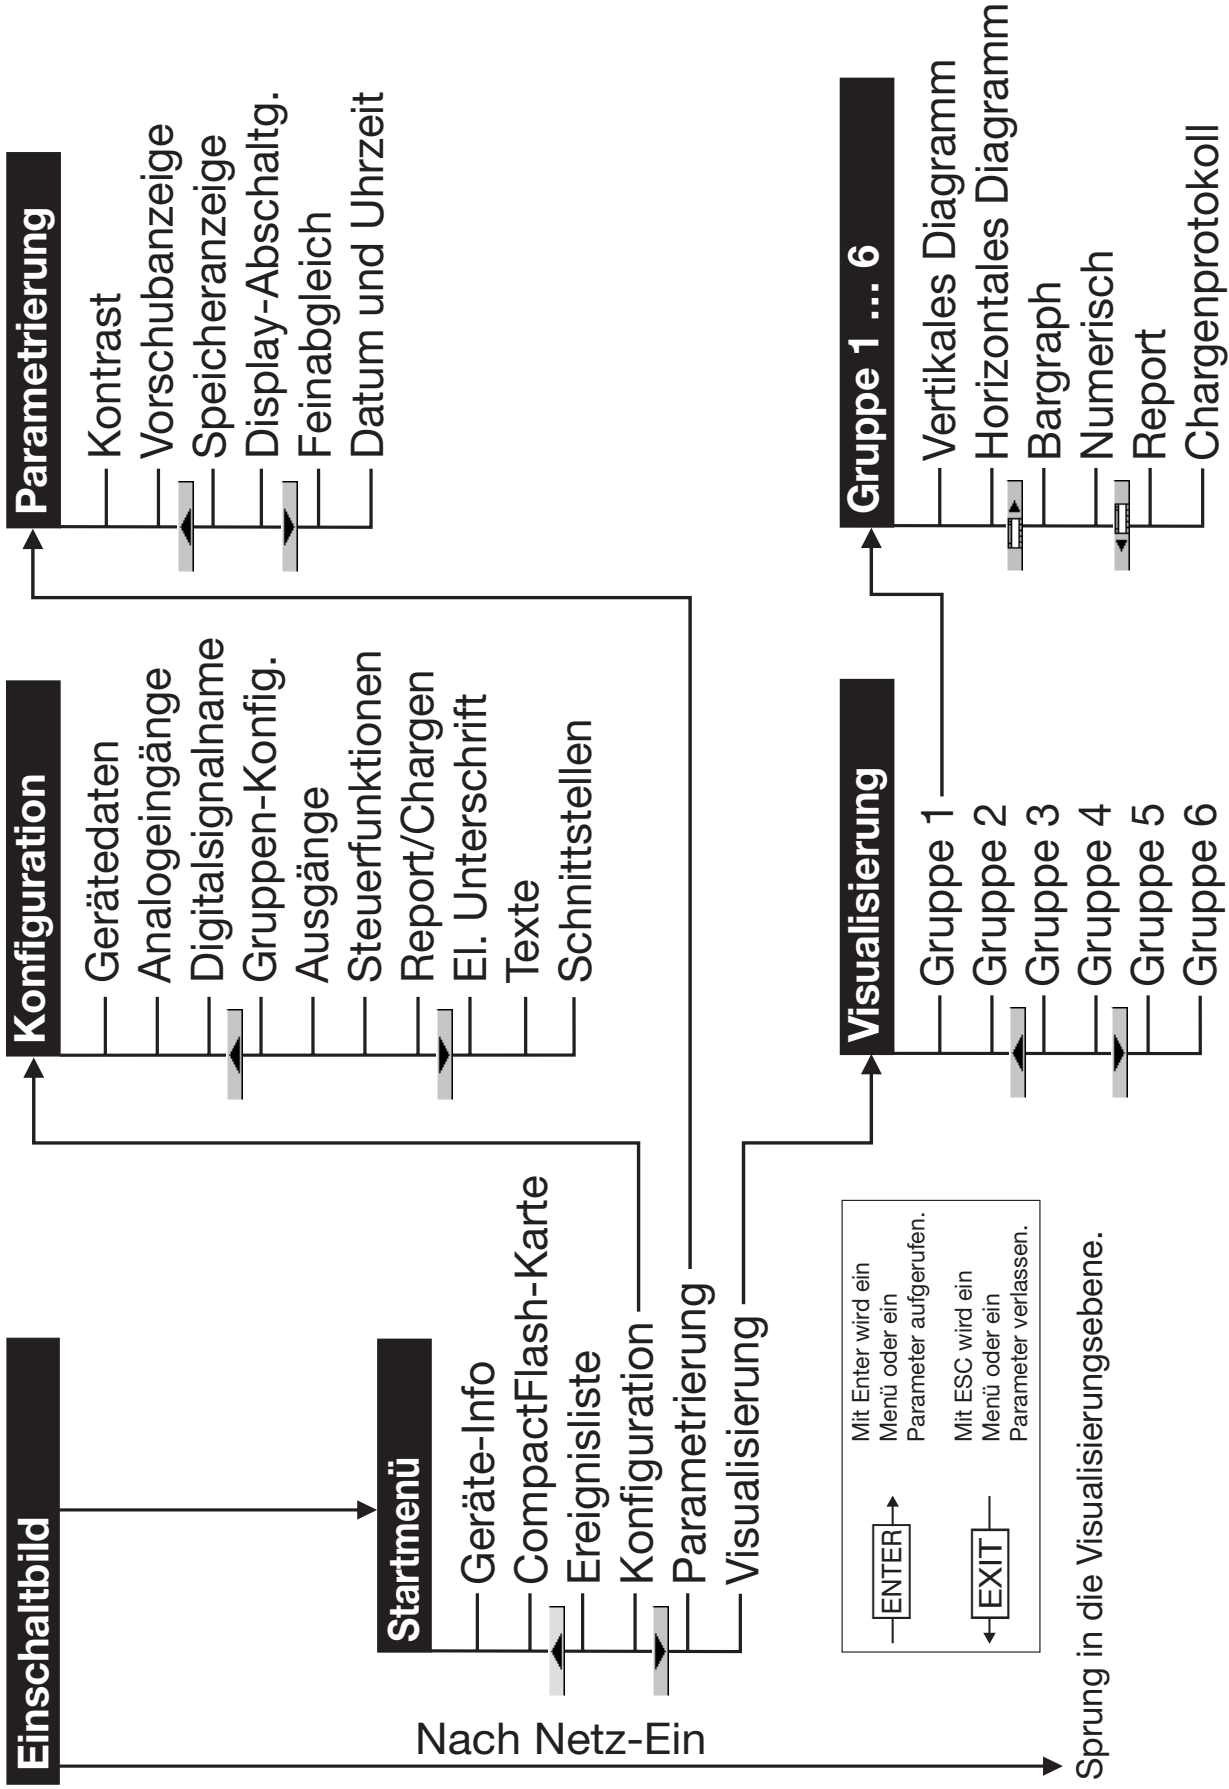 Einschaltbild
Nach Netz-Ein
Sprung in die Visualisierungsebene.
Startmenü
Geräte-Info
CompactFlash-Karte
Ereignisliste
Konfiguration
Parametrierung
Visualisierung
ENTER
Mit Enter wird ein
Menü oder ein
Parameter aufgerufen.
EXIT
Mit ESC wird ein
Menü oder ein
Parameter verlassen.
Konfiguration
Gerätedaten
Analogeingänge
Digitalsignalname
Gruppen-Konfig.
Ausgänge
Steuerfunktionen
Report/Chargen
El. Unterschrift
Texte
Schnittstellen
Parametrierung
Kontrast
Vorschubanzeige
Speicheranzeige
Display-Abschaltg.
Feinabgleich
Datum und Uhrzeit
Visualisierung
Gruppe 1
Gruppe 2
Gruppe 3
Gruppe 4
Gruppe 5
Gruppe 6
Gruppe 1 ... 6
Vertikales Diagramm
Horizontales Diagramm
Bargraph
Numerisch
Report
Chargenprotokoll